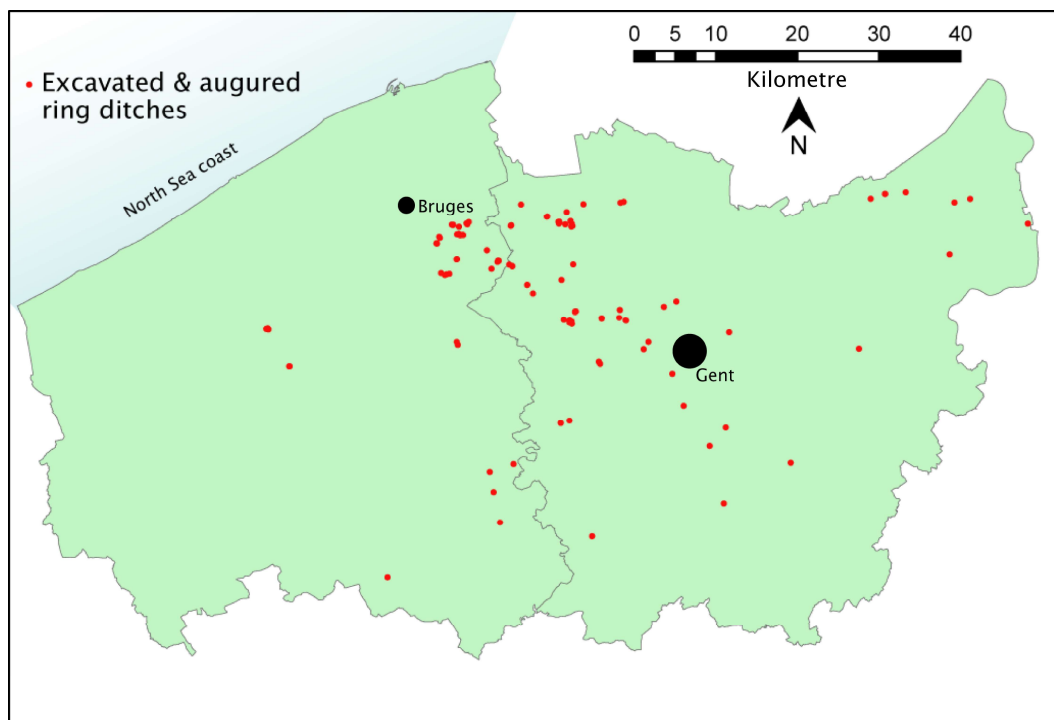 0 5 10 20 30 40
Kilometre
N
Excavated & augured
ring ditches
North Sea coast
Bruges
Gent